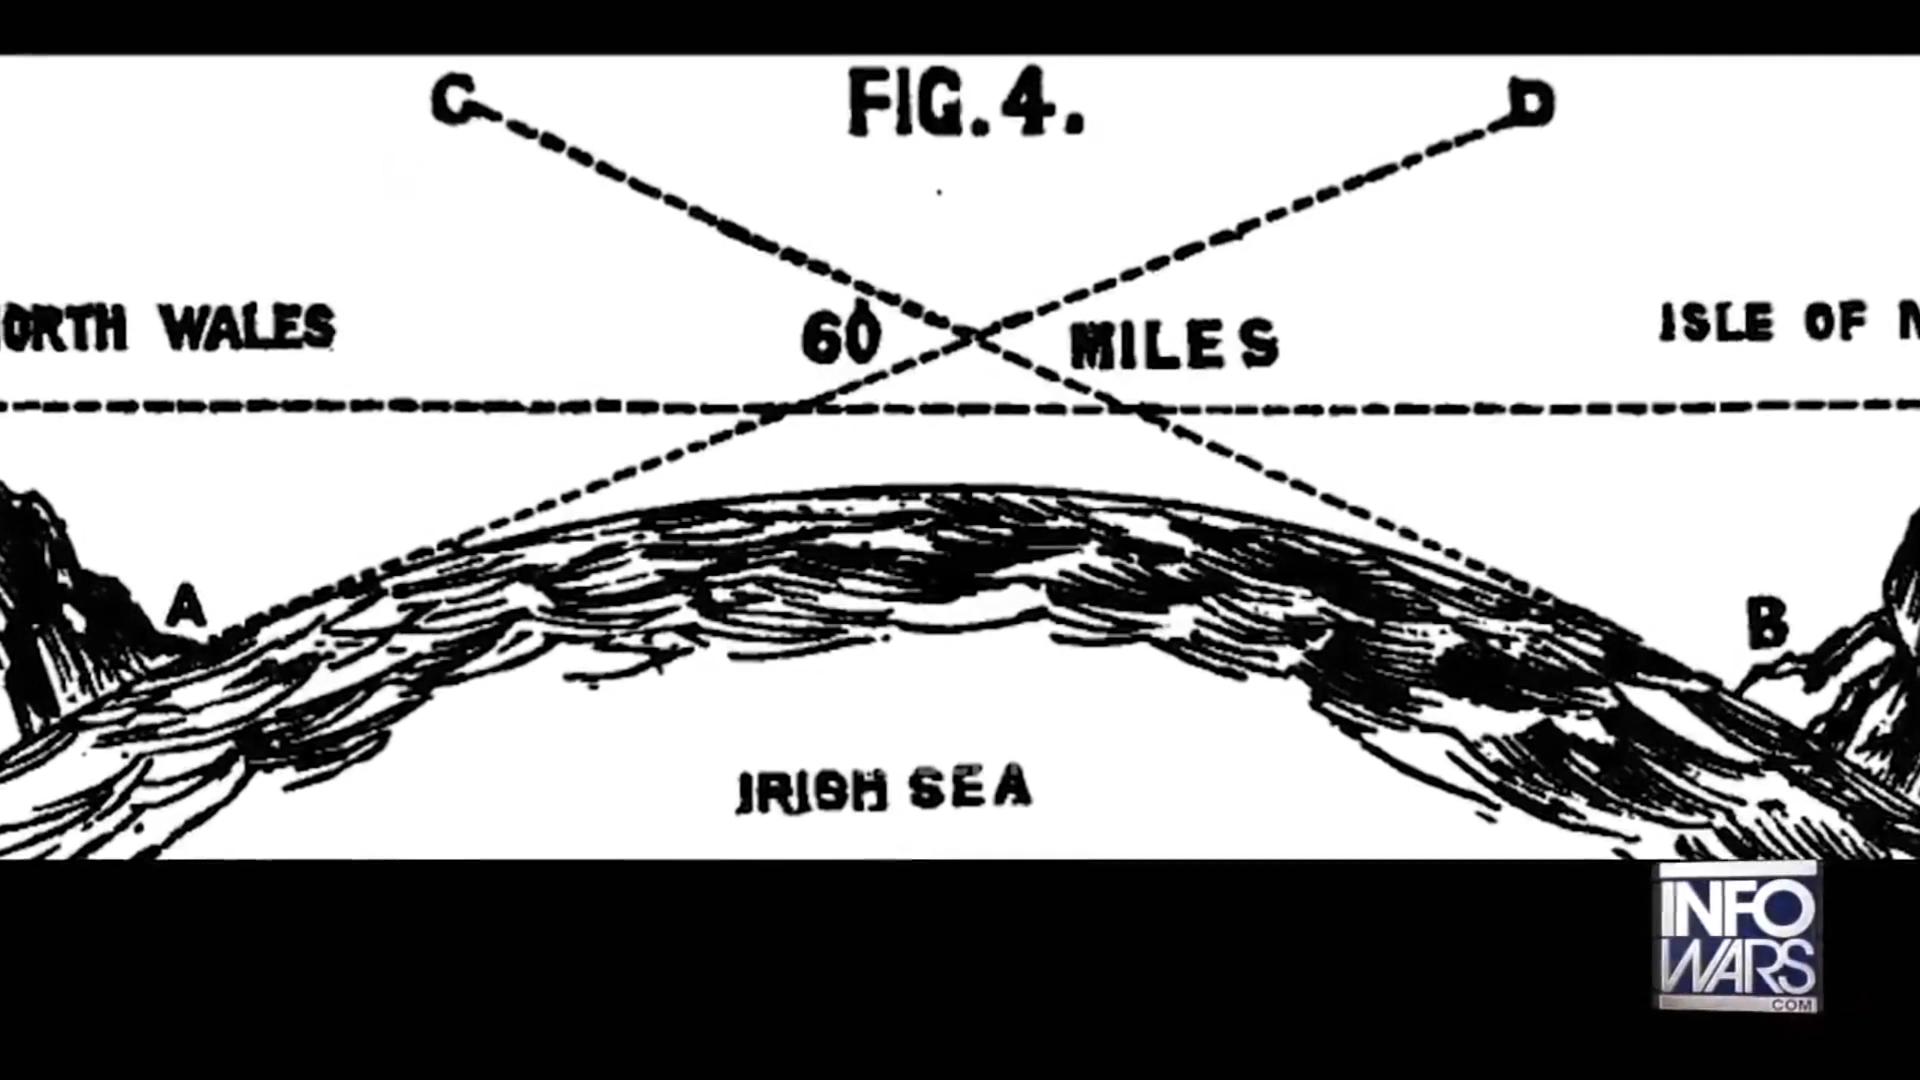 C FIG. 4. D
ORTH WALES 60 MILES ISLE OF
A B
IRISH SEA
INFO
WARS
.COM